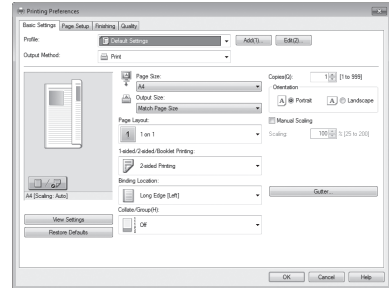 Printing Preferences
Basic Settings Page Setup Finishing Quality
Profile: Default Settings Add(1)... Edit(2)...
Output Method: Print
Page Size:
A4
Output Size:
Match Page Size
Copies(Q): 1 [1 to 999]
Orientation
A Portrait A Landscape
Page Layout:
1 1 on 1
Manual Scaling
Scaling: 100 % [25 to 200]
1-sided/2-sided/Booklet Printing:
2-sided Printing
Binding Location:
Long Edge [Left]
Gutter...
A4 [Scaling: Auto]
Collate/Group(H):
Off
View Settings
Restore Defaults
OK Cancel Help